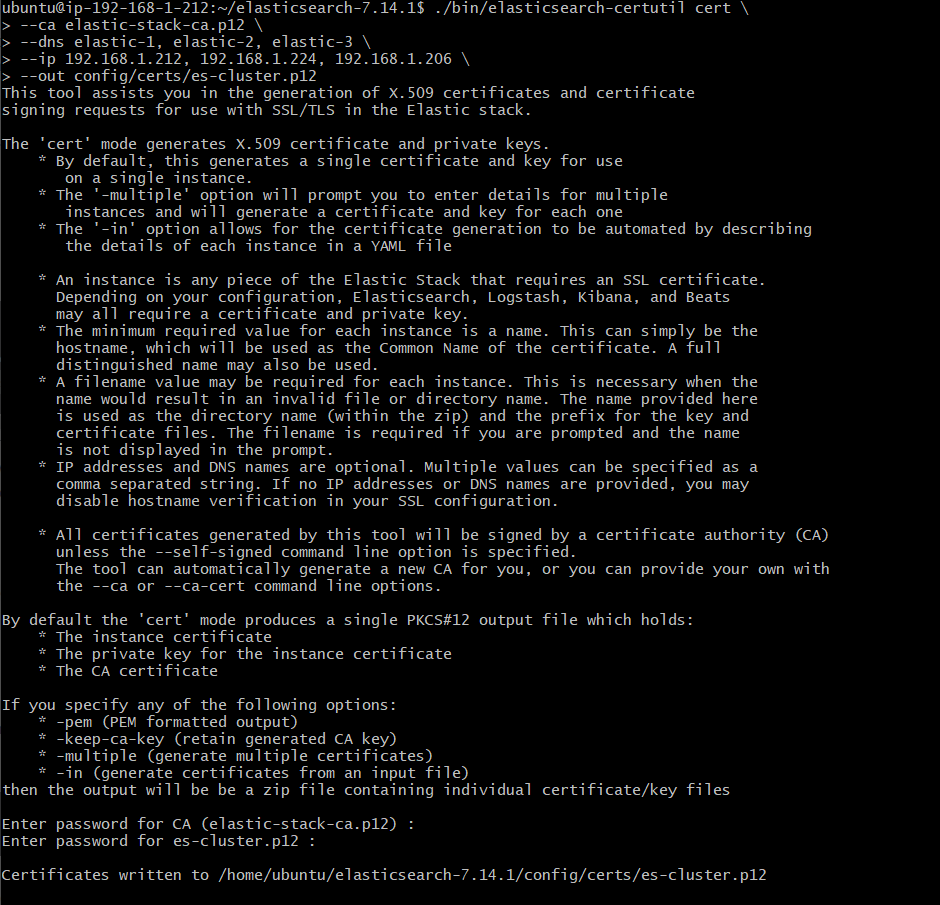 ubuntu@ip-192-168-1-212:~/elasticsearch-7.14.1$ ./bin/elasticsearch-certutil cert \
> --ca elastic-stack-ca.p12 \
> --dns elastic-1, elastic-2, elastic-3 \
> --ip 192.168.1.212, 192.168.1.224, 192.168.1.206 \
> --out config/certs/es-cluster.p12
This tool assists you in the generation of X.509 certificates and certificate
signing requests for use with SSL/TLS in the Elastic stack.
The 'cert' mode generates X.509 certificate and private keys.
* By default, this generates a single certificate and key for use
on a single instance.
* The '-multiple' option will prompt you to enter details for multiple
instances and will generate a certificate and key for each one
* The '-in' option allows for the certificate generation to be automated by describing
the details of each instance in a YAML file
* An instance is any piece of the Elastic Stack that requires an SSL certificate.
Depending on your configuration, Elasticsearch, Logstash, Kibana, and Beats
may all require a certificate and private key.
* The minimum required value for each instance is a name. This can simply be the
hostname, which will be used as the Common Name of the certificate. A full
distinguished name may also be used.
* A filename value may be required for each instance. This is necessary when the
name would result in an invalid file or directory name. The name provided here
is used as the directory name (within the zip) and the prefix for the key and
certificate files. The filename is required if you are prompted and the name
is not displayed in the prompt.
* IP addresses and DNS names are optional. Multiple values can be specified as a
comma separated string. If no IP addresses or DNS names are provided, you may
disable hostname verification in your SSL configuration.
* All certificates generated by this tool will be signed by a certificate authority (CA)
unless the --self-signed command line option is specified.
The tool can automatically generate a new CA for you, or you can provide your own with
the --ca or --ca-cert command line options.
By default the 'cert' mode produces a single PKCS#12 output file which holds:
* The instance certificate
* The private key for the instance certificate
* The CA certificate
If you specify any of the following options:
* -pem (PEM formatted output)
* -keep-ca-key (retain generated CA key)
* -multiple (generate multiple certificates)
* -in (generate certificates from an input file)
then the output will be be a zip file containing individual certificate/key files
Enter password for CA (elastic-stack-ca.p12) :
Enter password for es-cluster.p12 :
Certificates written to /home/ubuntu/elasticsearch-7.14.1/config/certs/es-cluster.p12